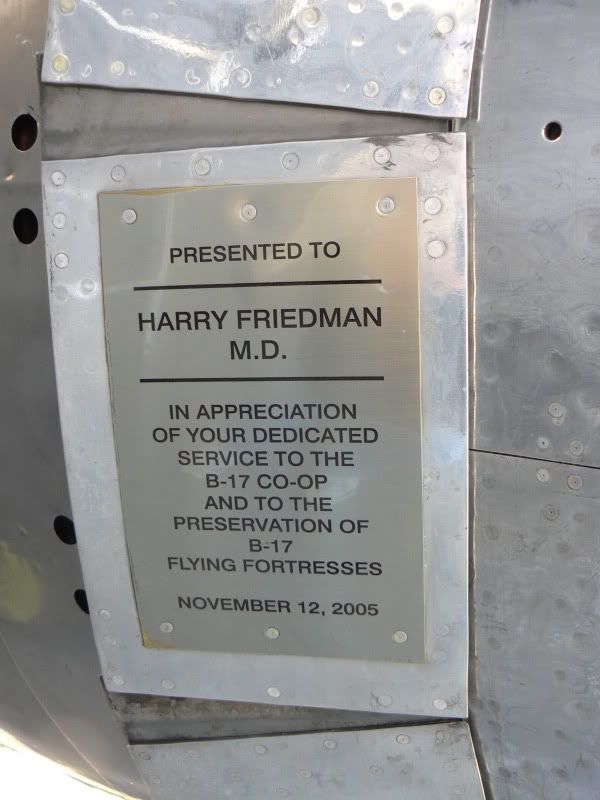 PRESENTED TO
HARRY FRIEDMAN
M.D.
IN APPRECIATION
OF YOUR DEDICATED
SERVICE TO THE
B-17 CO-OP
AND TO THE
PRESERVATION OF
B-17
FLYING FORTRESSES
NOVEMBER 12, 2005